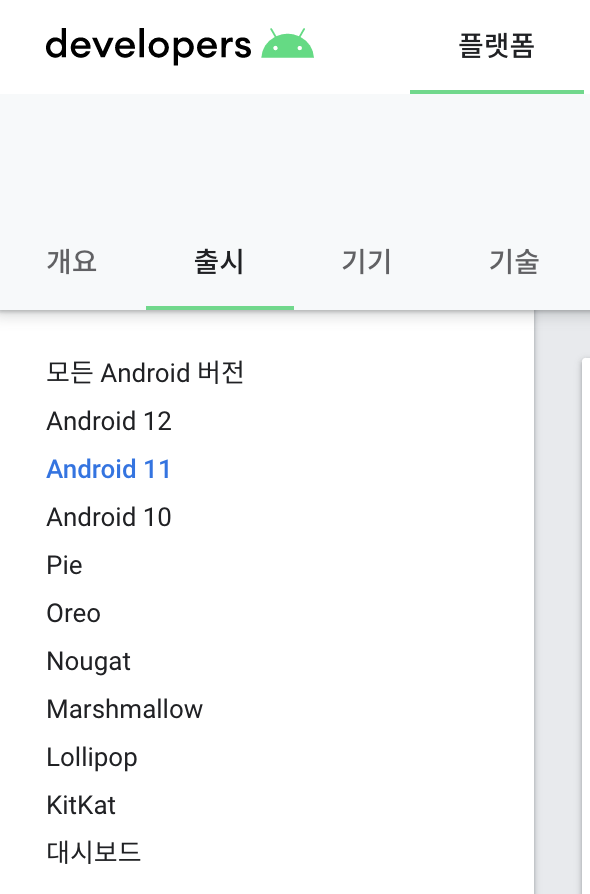 developers
플랫폼
개요 출시 기기 기술
모든 Android 버전
Android 12
Android 11
Android 10
Pie
Oreo
Nougat
Marshmallow
Lollipop
KitKat
대시보드